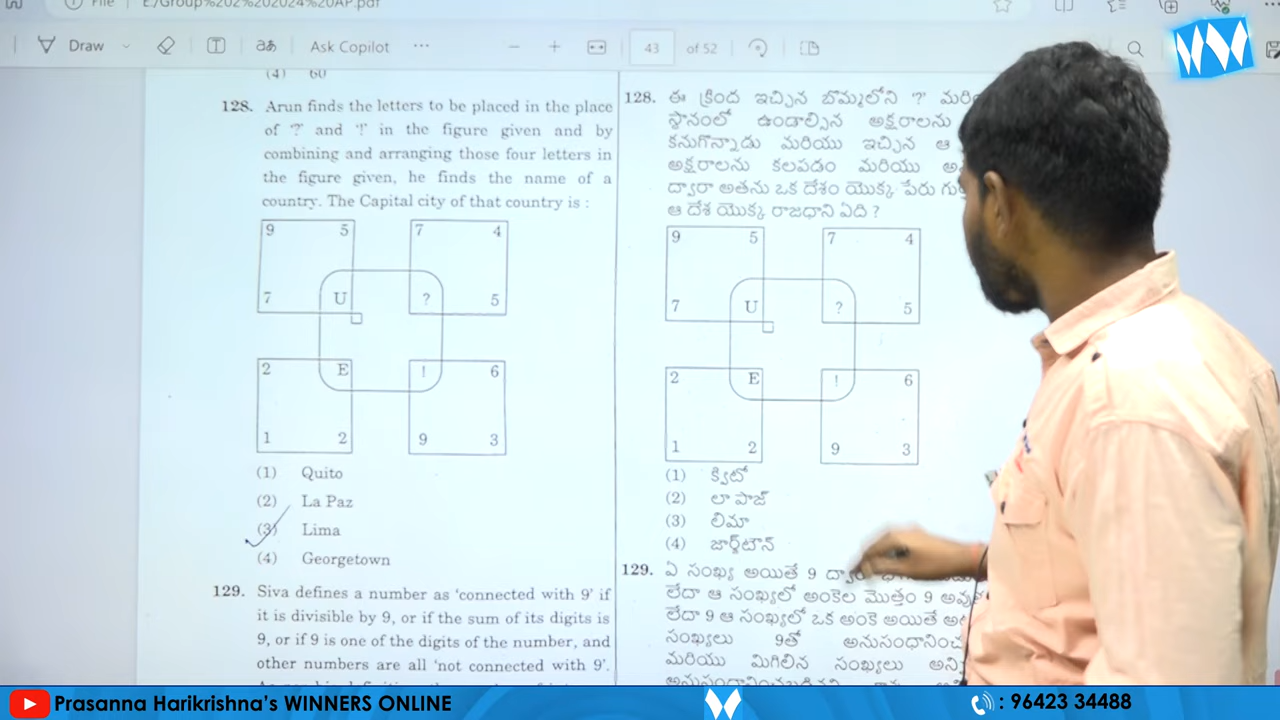 File
E:/Group%202%202024%20AP.pdf
Draw
aあ
Ask Copilot
43
of 52
(4) 60
128. Arun finds the letters to be placed in the place
of '?' and '!' in the figure given and by
combining and arranging those four letters in
the figure given, he finds the name of a
country. The Capital city of that country is :
9 5 7 4
7 U ? 5
2 E ! 6
1 2 9 3
(1) Quito
(2) La Paz
(3) Lima
(4) Georgetown
129. Siva defines a number as 'connected with 9' if
it is divisible by 9, or if the sum of its digits is
9, or if 9 is one of the digits of the number, and
other numbers are all 'not connected with 9'.
128. ఈ క్రింద ఇచ్చిన బొమ్మలోని '?'
స్థానంలో ఉండాల్సిన అక్షరాలను
కనుగొన్నాడు మరియు ఇచ్చిన ఆ
అక్షరాలను కలపడం మరియు
ద్వారా అతను ఒక దేశం యొక్క పేరు
ఆ దేశ యొక్క రాజధాని ఏది ?
9 5 7 4
7 U ? 5
2 E ! 6
1 2 9 3
(1) క్విటో
(2) లా పాజ్
(3) లిమా
(4) జార్జ్‌టౌన్
129. ఏ సంఖ్య అయితే 9 ద్వారా
లేదా ఆ సంఖ్యలో అంకెల మొత్తం 9
లేదా 9 ఆ సంఖ్యలో ఒక అంకె అయితే
సంఖ్యలు 9తో
మరియు మిగిలిన సంఖ్యలు
Prasanna Harikrishna's WINNERS ONLINE
: 96423 34488